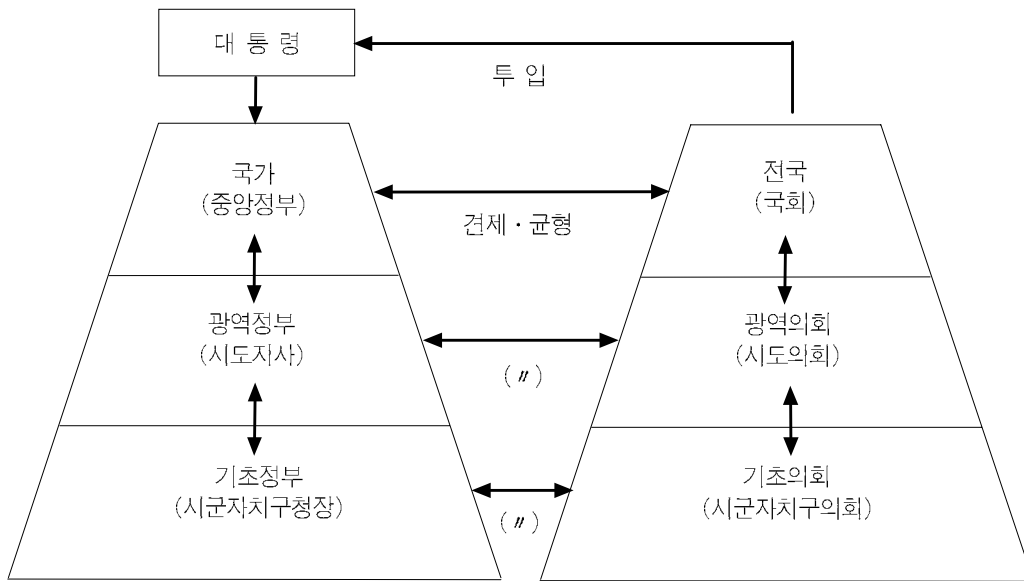 대 통 령
투 입
국가
(중앙정부)
전국
(국회)
견제 · 균형
광역정부
(시도자사)
광역의회
(시도의회)
(〃)
기초정부
(시군자치구청장)
기초의회
(시군자치구의회)
(〃)